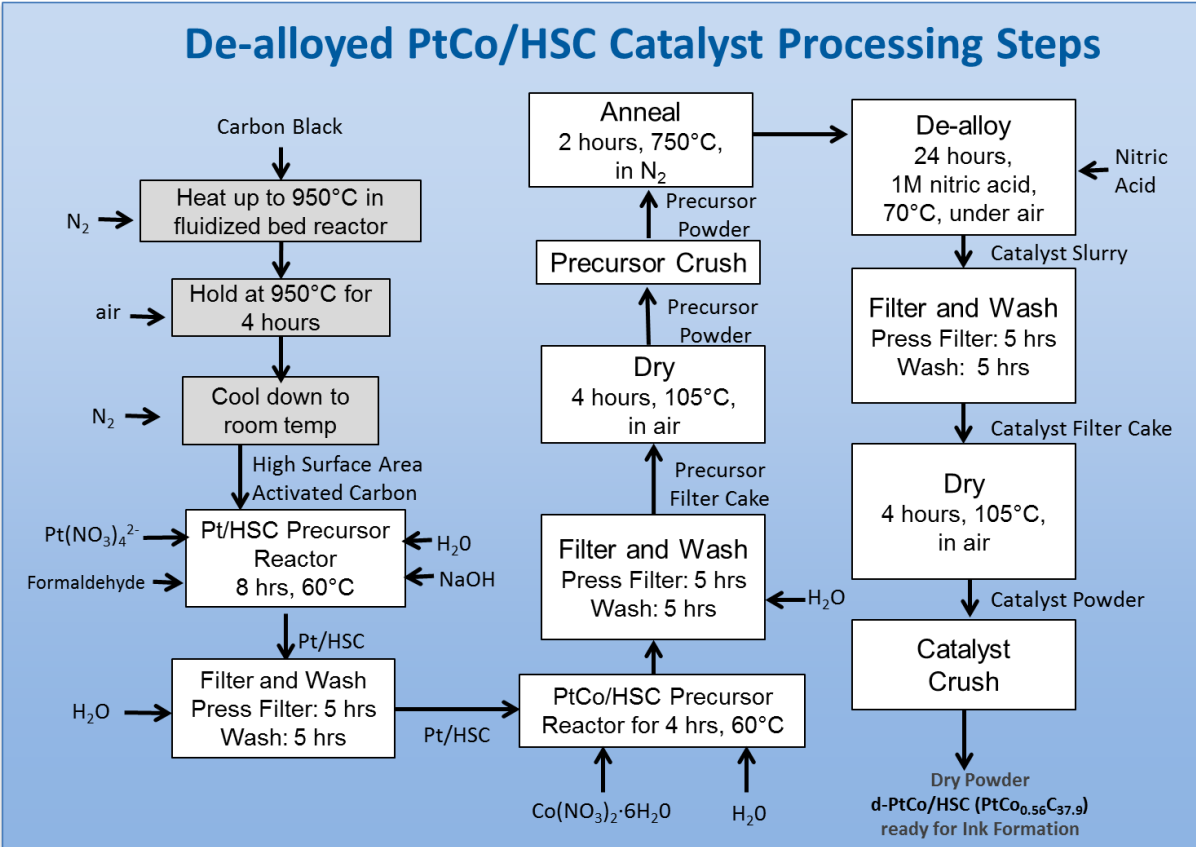 De-alloyed PtCo/HSC Catalyst Processing Steps
Carbon Black
Heat up to 950°C in
fluidized bed reactor
N₂
Hold at 950°C for
4 hours
air
Cool down to
room temp
N₂
High Surface Area
Activated Carbon
Pt/HSC Precursor
Reactor
8 hrs, 60°C
Pt(NO₃)₄²⁻
Formaldehyde
H₂0
NaOH
Pt/HSC
Filter and Wash
Press Filter: 5 hrs
Wash: 5 hrs
H₂O
Pt/HSC
PtCo/HSC Precursor
Reactor for 4 hrs, 60°C
Co(NO₃)₂·6H₂0
H₂0
Filter and Wash
Press Filter: 5 hrs
Wash: 5 hrs
H₂O
Precursor
Filter Cake
Dry
4 hours, 105°C,
in air
Precursor
Powder
Precursor Crush
Precursor
Powder
Anneal
2 hours, 750°C,
in N₂
De-alloy
24 hours,
1M nitric acid,
70°C, under air
Nitric
Acid
Catalyst Slurry
Filter and Wash
Press Filter: 5 hrs
Wash: 5 hrs
Catalyst Filter Cake
Dry
4 hours, 105°C,
in air
Catalyst Powder
Catalyst
Crush
Dry Powder
d-PtCo/HSC (PtCo₀.₅₆C₃₇.₉)
ready for Ink Formation